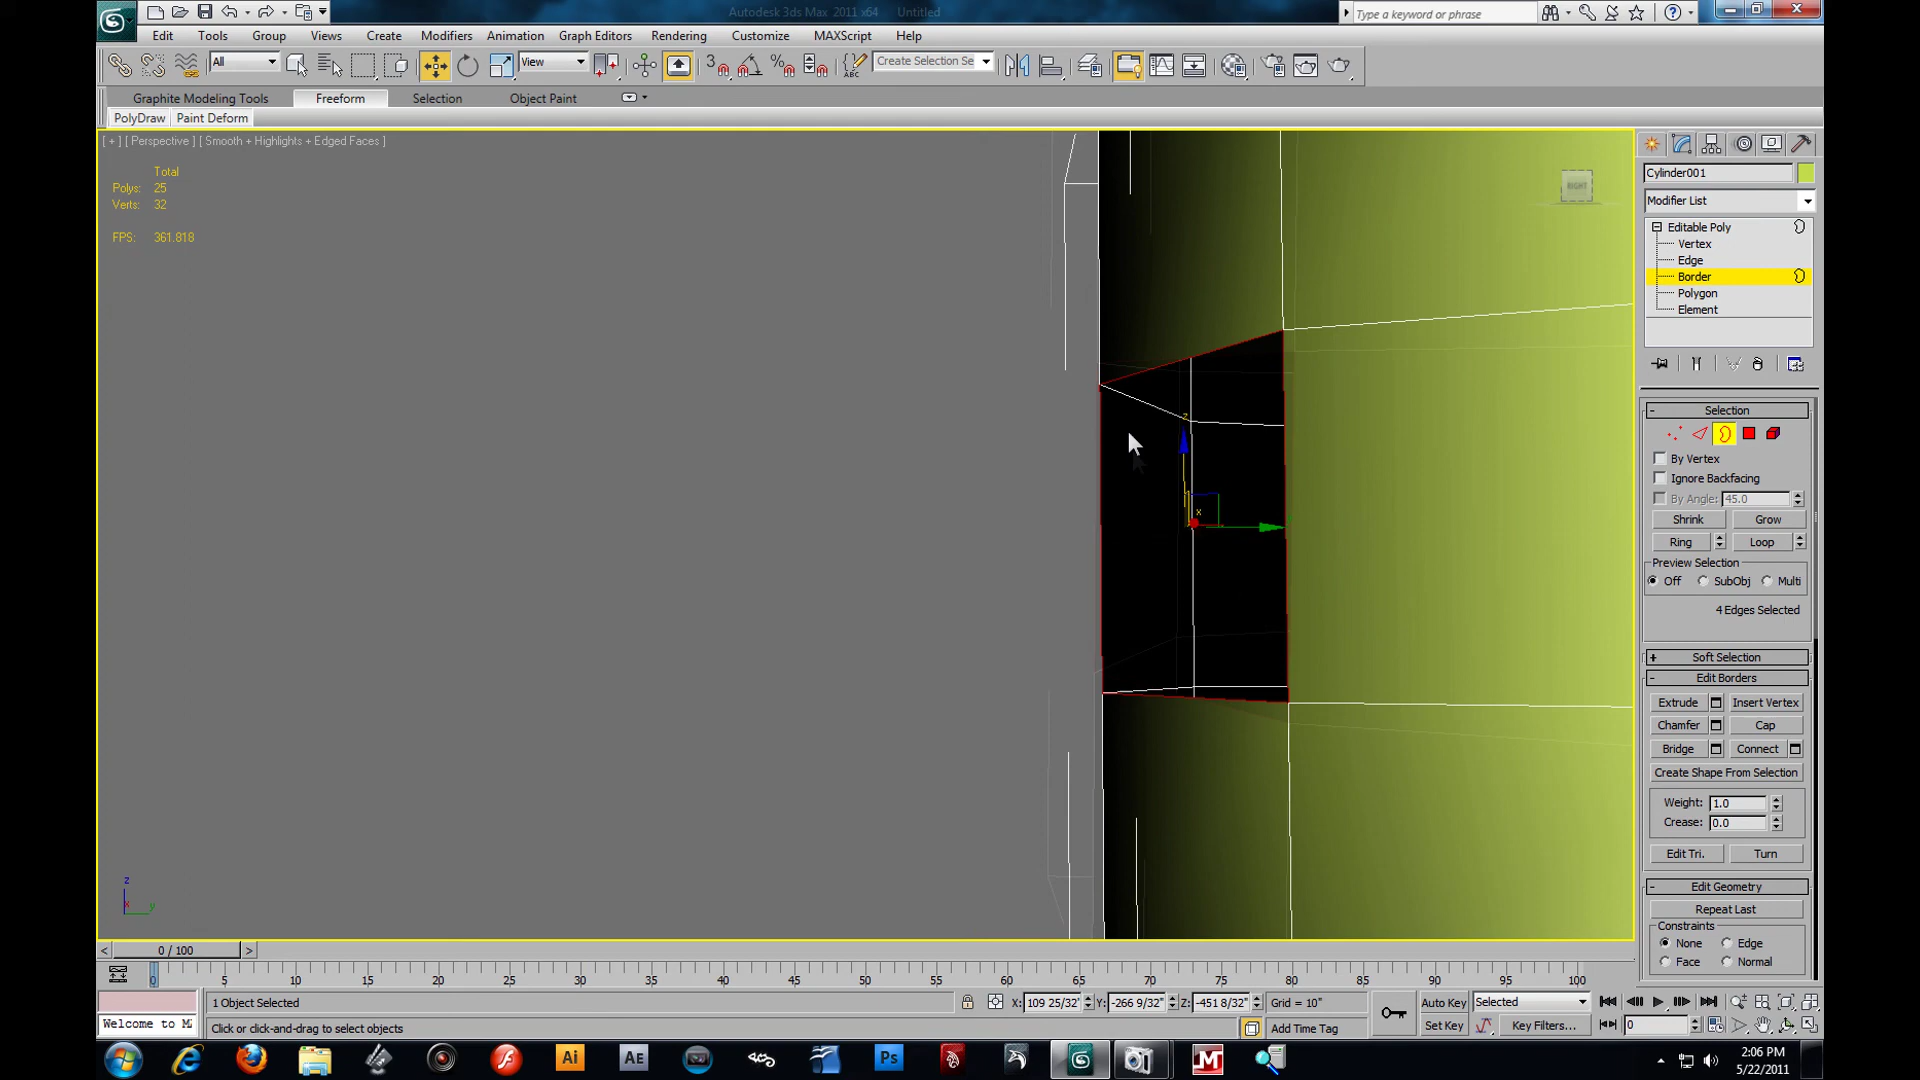 Autodesk 3ds Max 2011 x64 Untitled
Type a keyword or phrase
Edit Tools Group Views Create Modifiers Animation Graph Editors Rendering Customize MAXScript Help
All View 3 % ABC Create Selection Se
Graphite Modeling Tools Freeform Selection Object Paint
PolyDraw Paint Deform
[ + ] [ Perspective ] [ Smooth + Highlights + Edged Faces ]
Total
Polys: 25
Verts: 32
FPS: 361.818
RIGHT
z
x
z
x y
Cylinder001
Modifier List
Editable Poly
Vertex
Edge
Border
Polygon
Element
Selection
By Vertex
Ignore Backfacing
By Angle: 45.0
Shrink Grow
Ring Loop
Preview Selection
Off SubObj Multi
4 Edges Selected
Soft Selection
Edit Borders
Extrude Insert Vertex
Chamfer Cap
Bridge Connect
Create Shape From Selection
Weight: 1.0
Crease: 0.0
Edit Tri. Turn
Edit Geometry
Repeat Last
Constraints
None Edge
Face Normal
< 0 / 100 >
0 5 10 15 20 25 30 35 40 45 50 55 60 65 70 75 80 85 90 95 100
1 Object Selected X: 109 25/32" Y: -266 9/32" Z: -451 8/32" Grid = 10" Auto Key Selected
Welcome to M Click or click-and-drag to select objects Add Time Tag Set Key Key Filters... 0
Ai AE Ps M
2:06 PM
5/22/2011